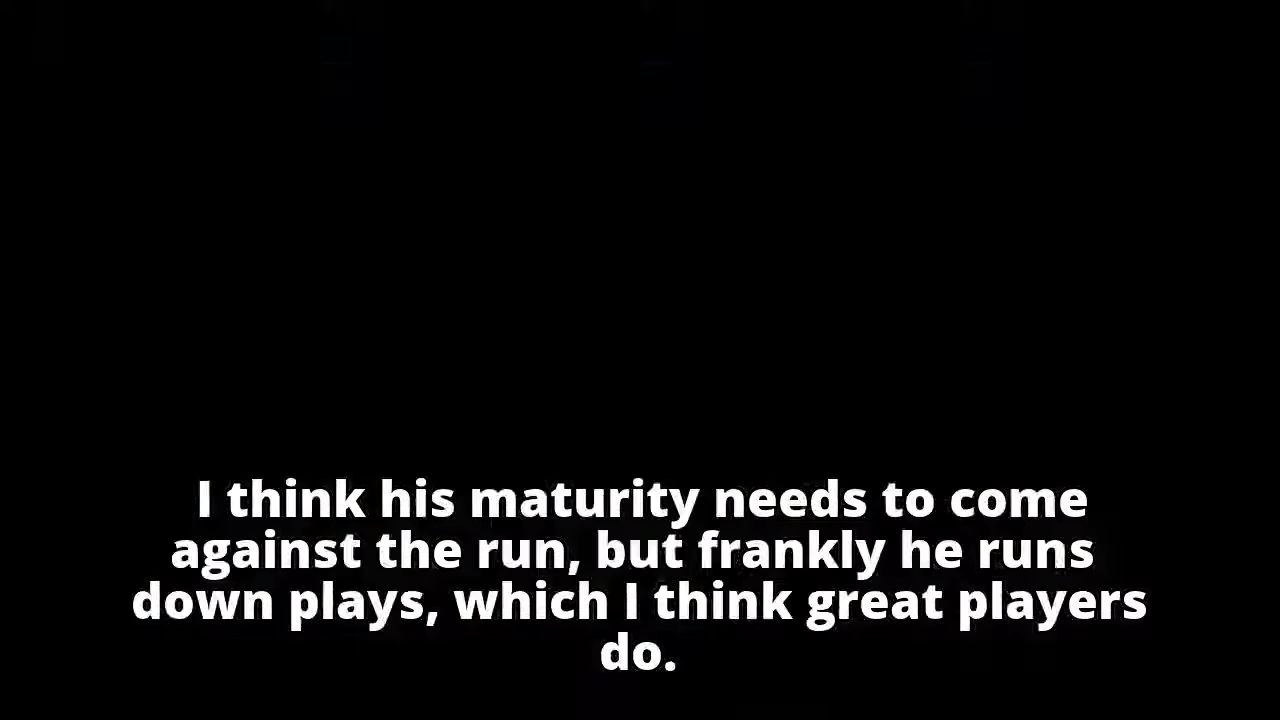 I think his maturity needs to come
against the run, but frankly he runs
down plays, which I think great players
do.